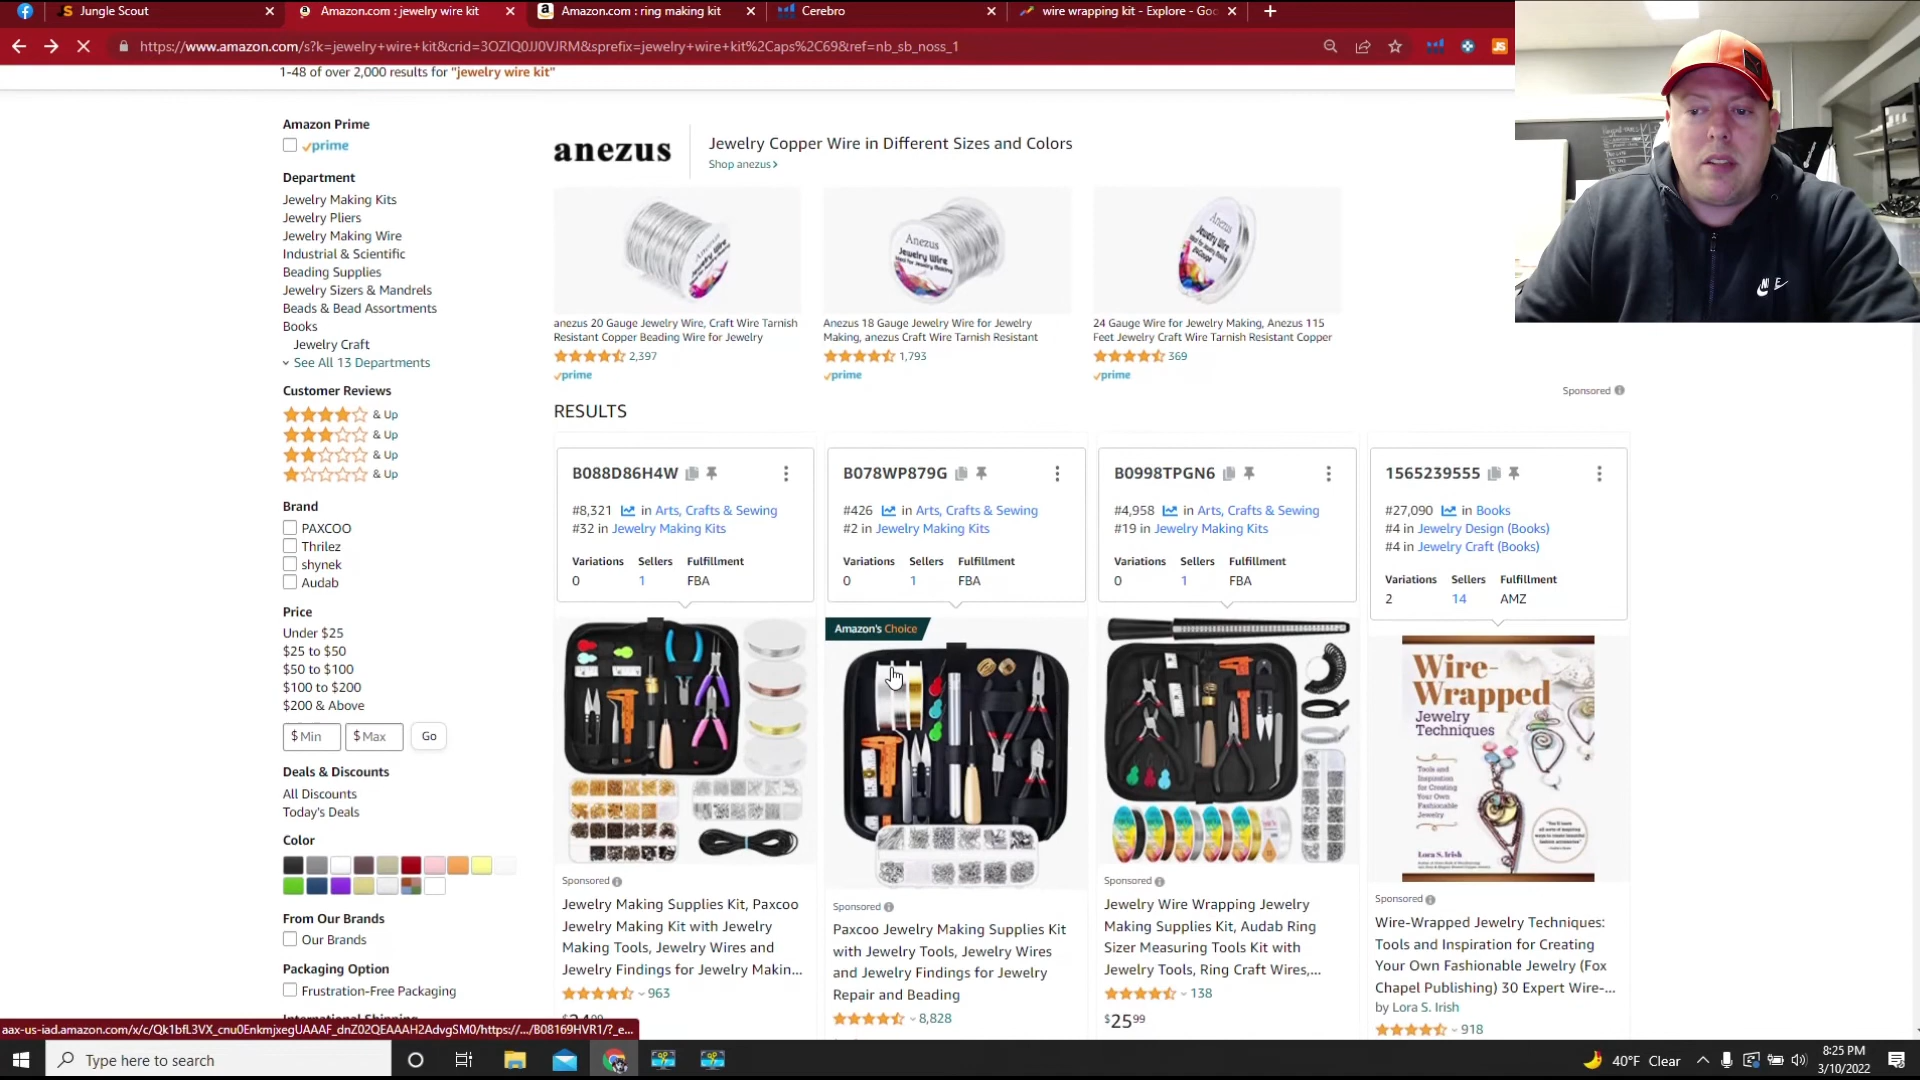 Jungle Scout
Amazon.com : jewelry wire kit
Amazon.com : ring making kit
Cerebro
wire wrapping kit - Explore - Goo
https://www.amazon.com/s?k=jewelry+wire+kit&crid=3OZIQ0JJ0VJRM&sprefix=jewelry+wire+kit%2Caps%2C69&ref=nb_sb_noss_1
1-48 of over 2,000 results for "jewelry wire kit"
Amazon Prime
prime
Department
Jewelry Making Kits
Jewelry Pliers
Jewelry Making Wire
Industrial & Scientific
Beading Supplies
Jewelry Sizers & Mandrels
Beads & Bead Assortments
Books
Jewelry Craft
See All 13 Departments
Customer Reviews
& Up
& Up
& Up
& Up
Brand
PAXCOO
Thrilez
shynek
Audab
Price
Under $25
$25 to $50
$50 to $100
$100 to $200
$200 & Above
$ Min $ Max Go
Deals & Discounts
All Discounts
Today's Deals
Color
From Our Brands
Our Brands
Packaging Option
Frustration-Free Packaging
anezus
Jewelry Copper Wire in Different Sizes and Colors
Shop anezus ›
anezus 20 Gauge Jewelry Wire, Craft Wire Tarnish
Resistant Copper Beading Wire for Jewelry
2,397
prime
Anezus
Jewelry Wire
Anezus 18 Gauge Jewelry Wire for Jewelry
Making, anezus Craft Wire Tarnish Resistant
1,793
prime
Anezus
Jewelry Wire
24 Gauge Wire for Jewelry Making, Anezus 115
Feet Jewelry Craft Wire Tarnish Resistant Copper
369
prime
Sponsored
RESULTS
B088D86H4W
#8,321 in Arts, Crafts & Sewing
#32 in Jewelry Making Kits
Variations Sellers Fulfillment
0 1 FBA
Sponsored
Jewelry Making Supplies Kit, Paxcoo
Jewelry Making Kit with Jewelry
Making Tools, Jewelry Wires and
Jewelry Findings for Jewelry Makin...
963
B078WP879G
#426 in Arts, Crafts & Sewing
#2 in Jewelry Making Kits
Variations Sellers Fulfillment
0 1 FBA
Amazon's Choice
Sponsored
Paxcoo Jewelry Making Supplies Kit
with Jewelry Tools, Jewelry Wires
and Jewelry Findings for Jewelry
Repair and Beading
8,828
B0998TPGN6
#4,958 in Arts, Crafts & Sewing
#19 in Jewelry Making Kits
Variations Sellers Fulfillment
0 1 FBA
Sponsored
Jewelry Wire Wrapping Jewelry
Making Supplies Kit, Audab Ring
Sizer Measuring Tools Kit with
Jewelry Tools, Ring Craft Wires,...
138
$25 99
1565239555
#27,090 in Books
#4 in Jewelry Design (Books)
#4 in Jewelry Craft (Books)
Variations Sellers Fulfillment
2 14 AMZ
Wire-
Wrapped
Jewelry
Techniques
Tools and
Inspiration for
Creating
Your Own
Fashionable
Jewelry
Lora S. Irish
Sponsored
Wire-Wrapped Jewelry Techniques:
Tools and Inspiration for Creating
Your Own Fashionable Jewelry (Fox
Chapel Publishing) 30 Expert Wire-...
by Lora S. Irish
918
Type here to search
40°F Clear
8:25 PM
3/10/2022